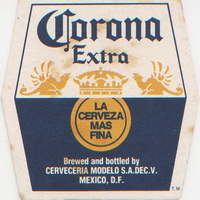 Corona
Extra
LA
CERVEZA
MAS
FINA
Brewed and bottled by
CERVECERIA MODELO S.A.DEC.V.
MEXICO, D.F.
T.M.